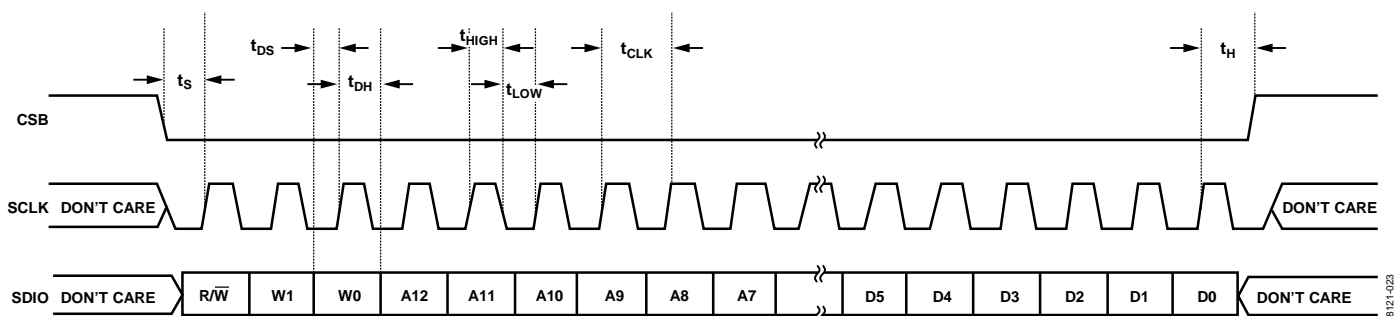 tDS
tHIGH
tCLK
tH
tS
tDH
tLOW
CSB
SCLK DON'T CARE
DON'T CARE
SDIO DON'T CARE R/W̅ W1 W0 A12 A11 A10 A9 A8 A7 D5 D4 D3 D2 D1 D0 DON'T CARE
8121-023